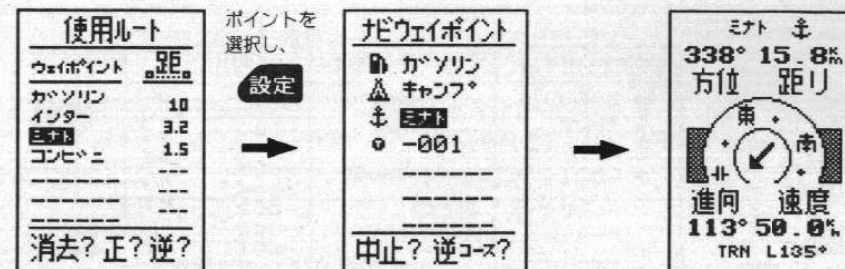 使用ルート
ウェイポイント 距
ガソリン 10
インター 3.2
ミナト 1.5
コンビニ ---
------ ---
------ ---
------
消去? 正? 逆?
ポイントを
選択し、
設定
ナビウェイポイント
ガソリン
キャンプ
ミナト
-001
------
------
------
中止? 逆コース?
ミナト
338° 15.8km
方位 距り
東
南
北
進向 速度
113° 50.0km/h
TRN L135°